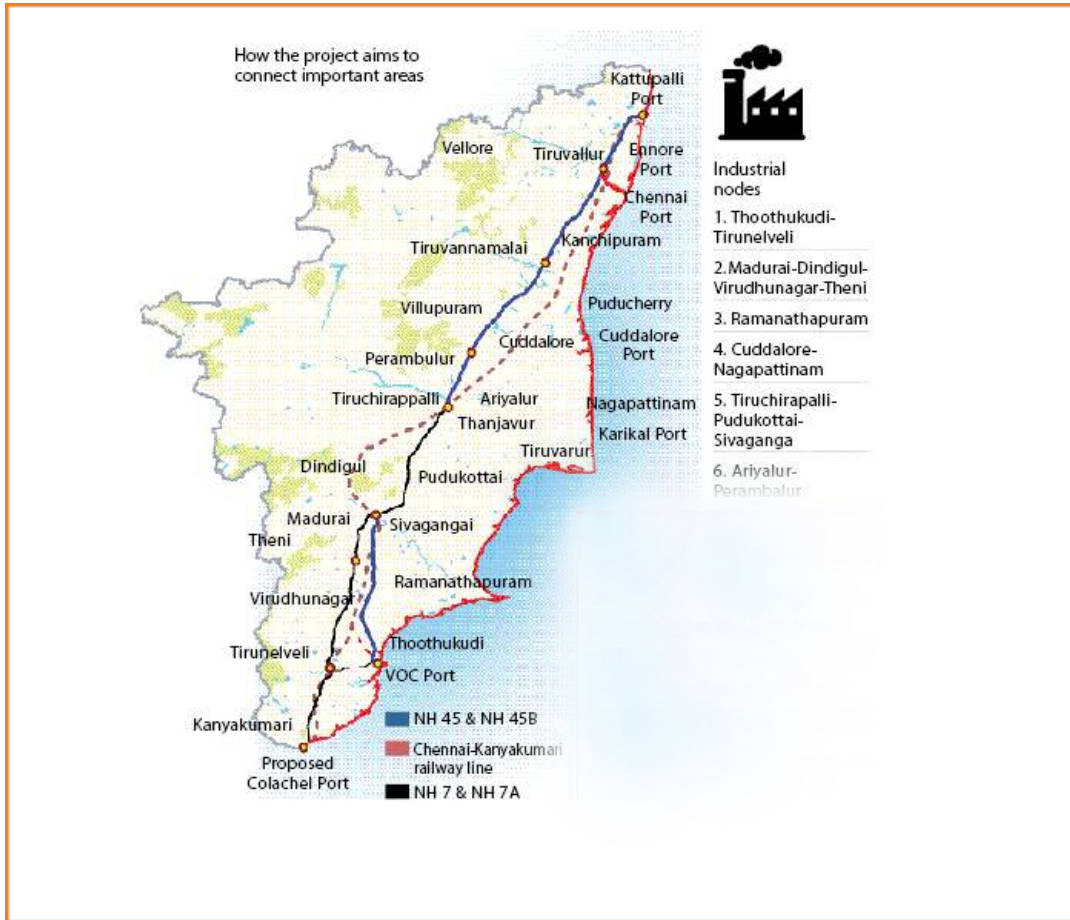 How the project aims to
connect important areas
Kattupalli
Port
Vellore
Tiruvallur
Ennore
Port
Chennai
Port
Tiruvannamalai
Kanchipuram
Villupuram
Puducherry
Cuddalore
Cuddalore
Port
Perambulur
Tiruchirappalli
Ariyalur
Thanjavur
Nagapattinam
Karikal Port
Tiruvarur
Dindigul
Pudukottai
Madurai
Sivagangai
Theni
Ramanathapuram
Virudhunagar
Tirunelveli
Thoothukudi
VOC Port
Kanyakumari
Proposed
Colachel Port
NH 45 & NH 45B
Chennai-Kanyakumari
railway line
NH 7 & NH 7A
Industrial
nodes
1. Thoothukudi-
Tirunelveli
2.Madurai-Dindigul-
Virudhunagar-Theni
3. Ramanathapuram
4. Cuddalore-
Nagapattinam
5. Tiruchirapalli-
Pudukottai-
Sivaganga
6. Ariyalur-
Perambalur